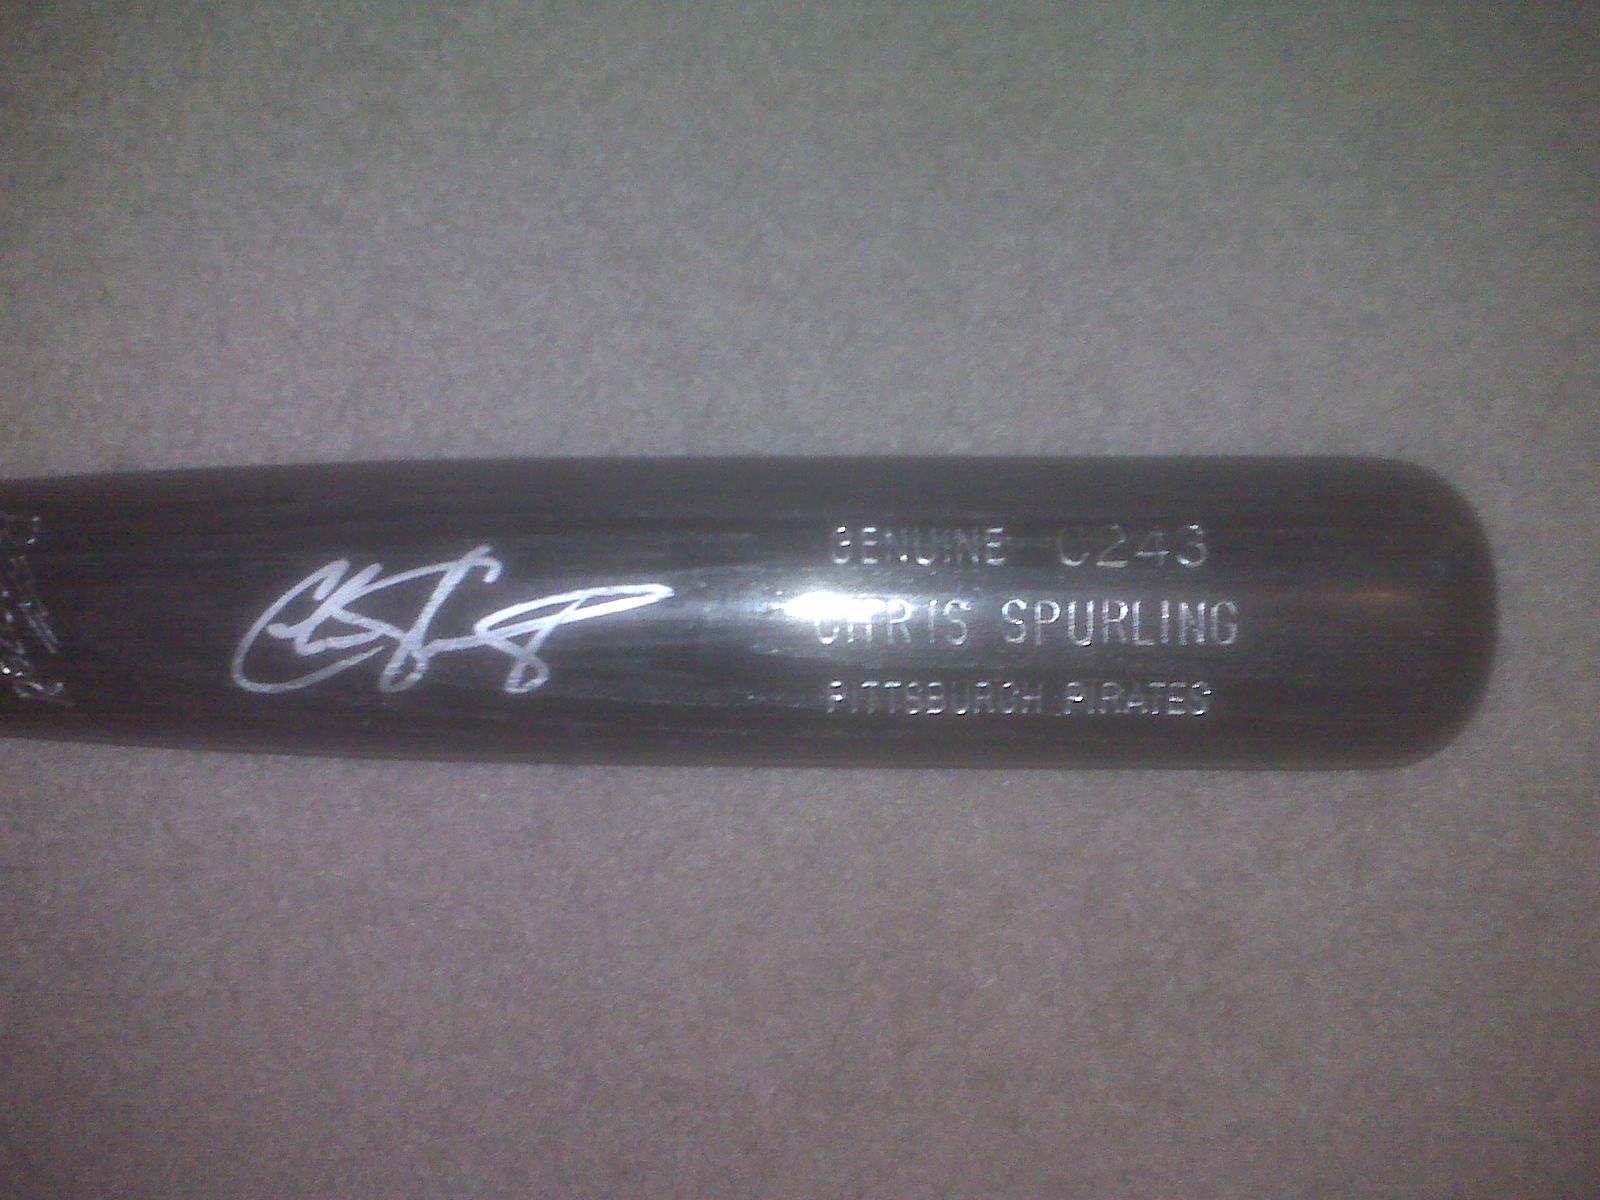 GENUINE C243
CHRIS SPURLING
PITTSBURGH PIRATES